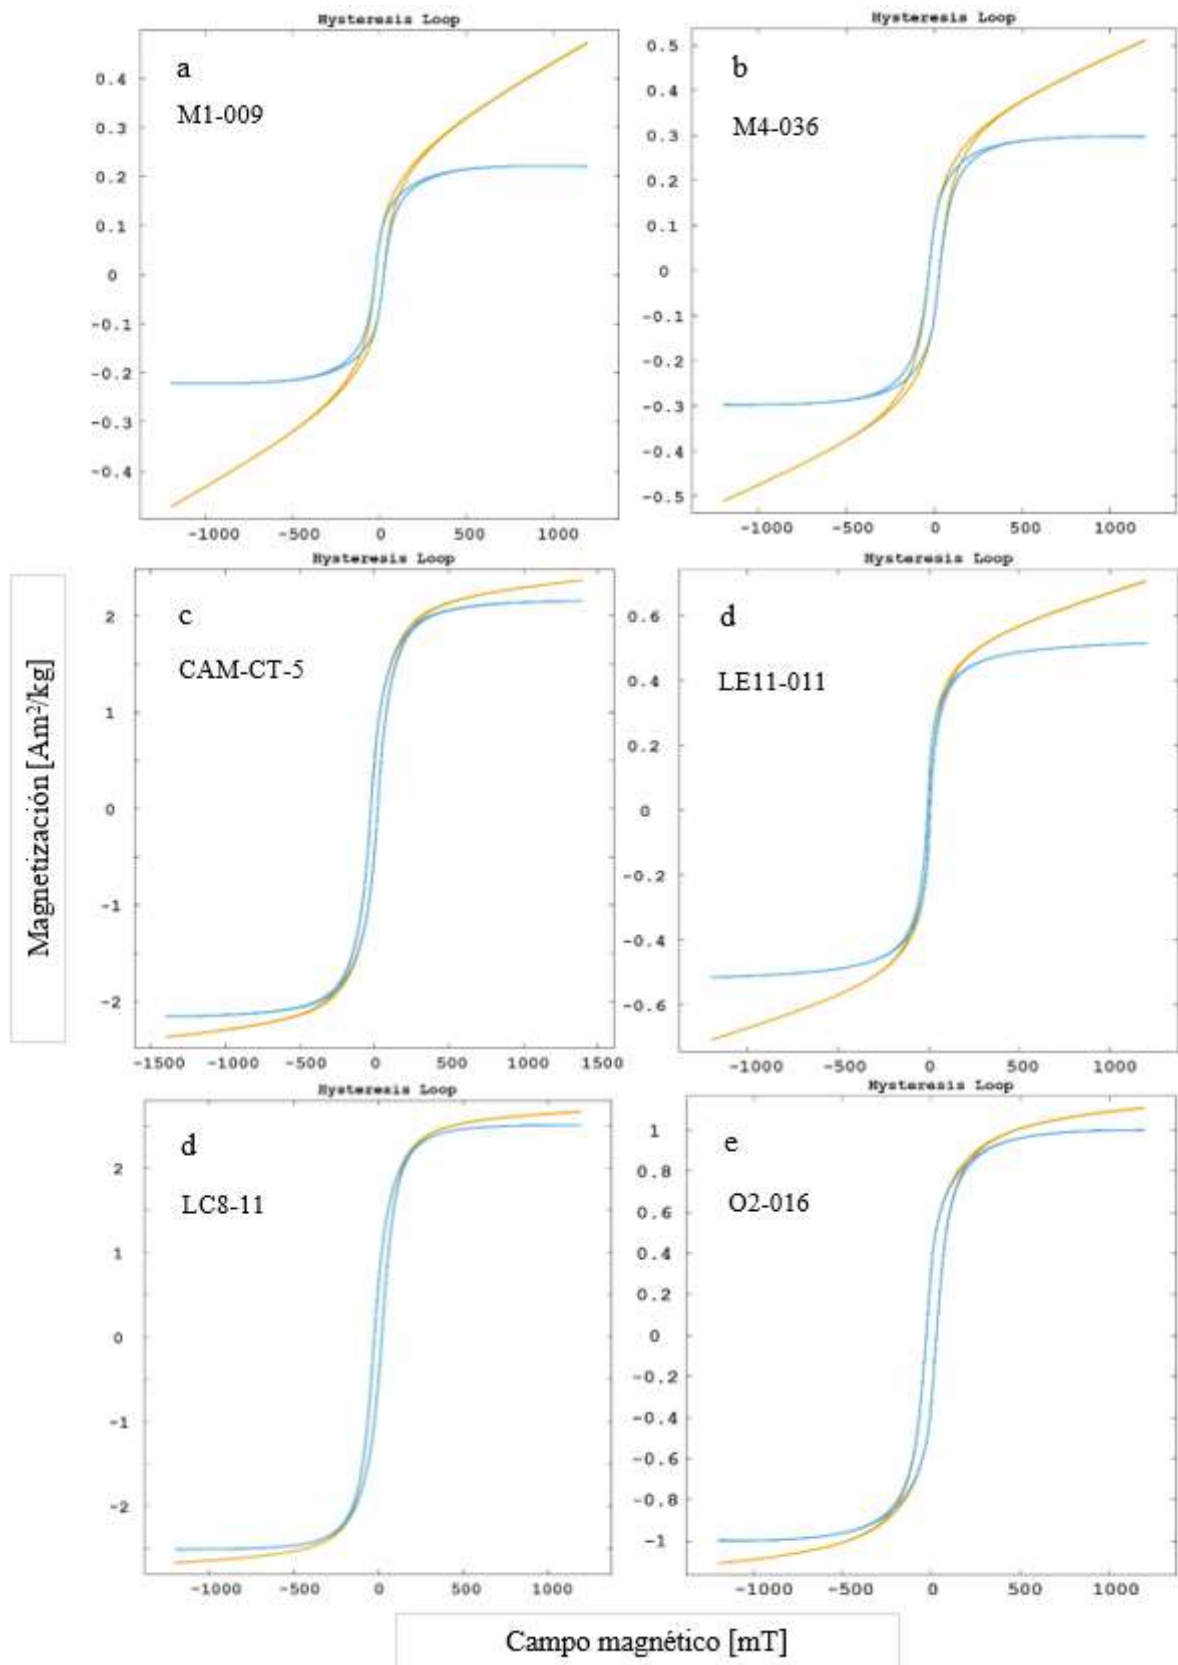 Hysteresis Loop
a
M1-009
0.4
0.3
0.2
0.1
0
-0.1
-0.2
-0.3
-0.4
-1000 -500 0 500 1000
Hysteresis Loop
b
M4-036
0.5
0.4
0.3
0.2
0.1
0
-0.1
-0.2
-0.3
-0.4
-0.5
-1000 -500 0 500 1000
Hysteresis Loop
c
CAM-CT-5
2
1
0
-1
-2
-1500 -1000 -500 0 500 1000 1500
Hysteresis Loop
d
LE11-011
0.6
0.4
0.2
0
-0.2
-0.4
-0.6
-1000 -500 0 500 1000
Hysteresis Loop
d
LC8-11
2
1
0
-1
-2
-1000 -500 0 500 1000
Hysteresis Loop
e
O2-016
1
0.8
0.6
0.4
0.2
0
-0.2
-0.4
-0.6
-0.8
-1
-1000 -500 0 500 1000
Magnetización [Am²/kg]
Campo magnético [mT]